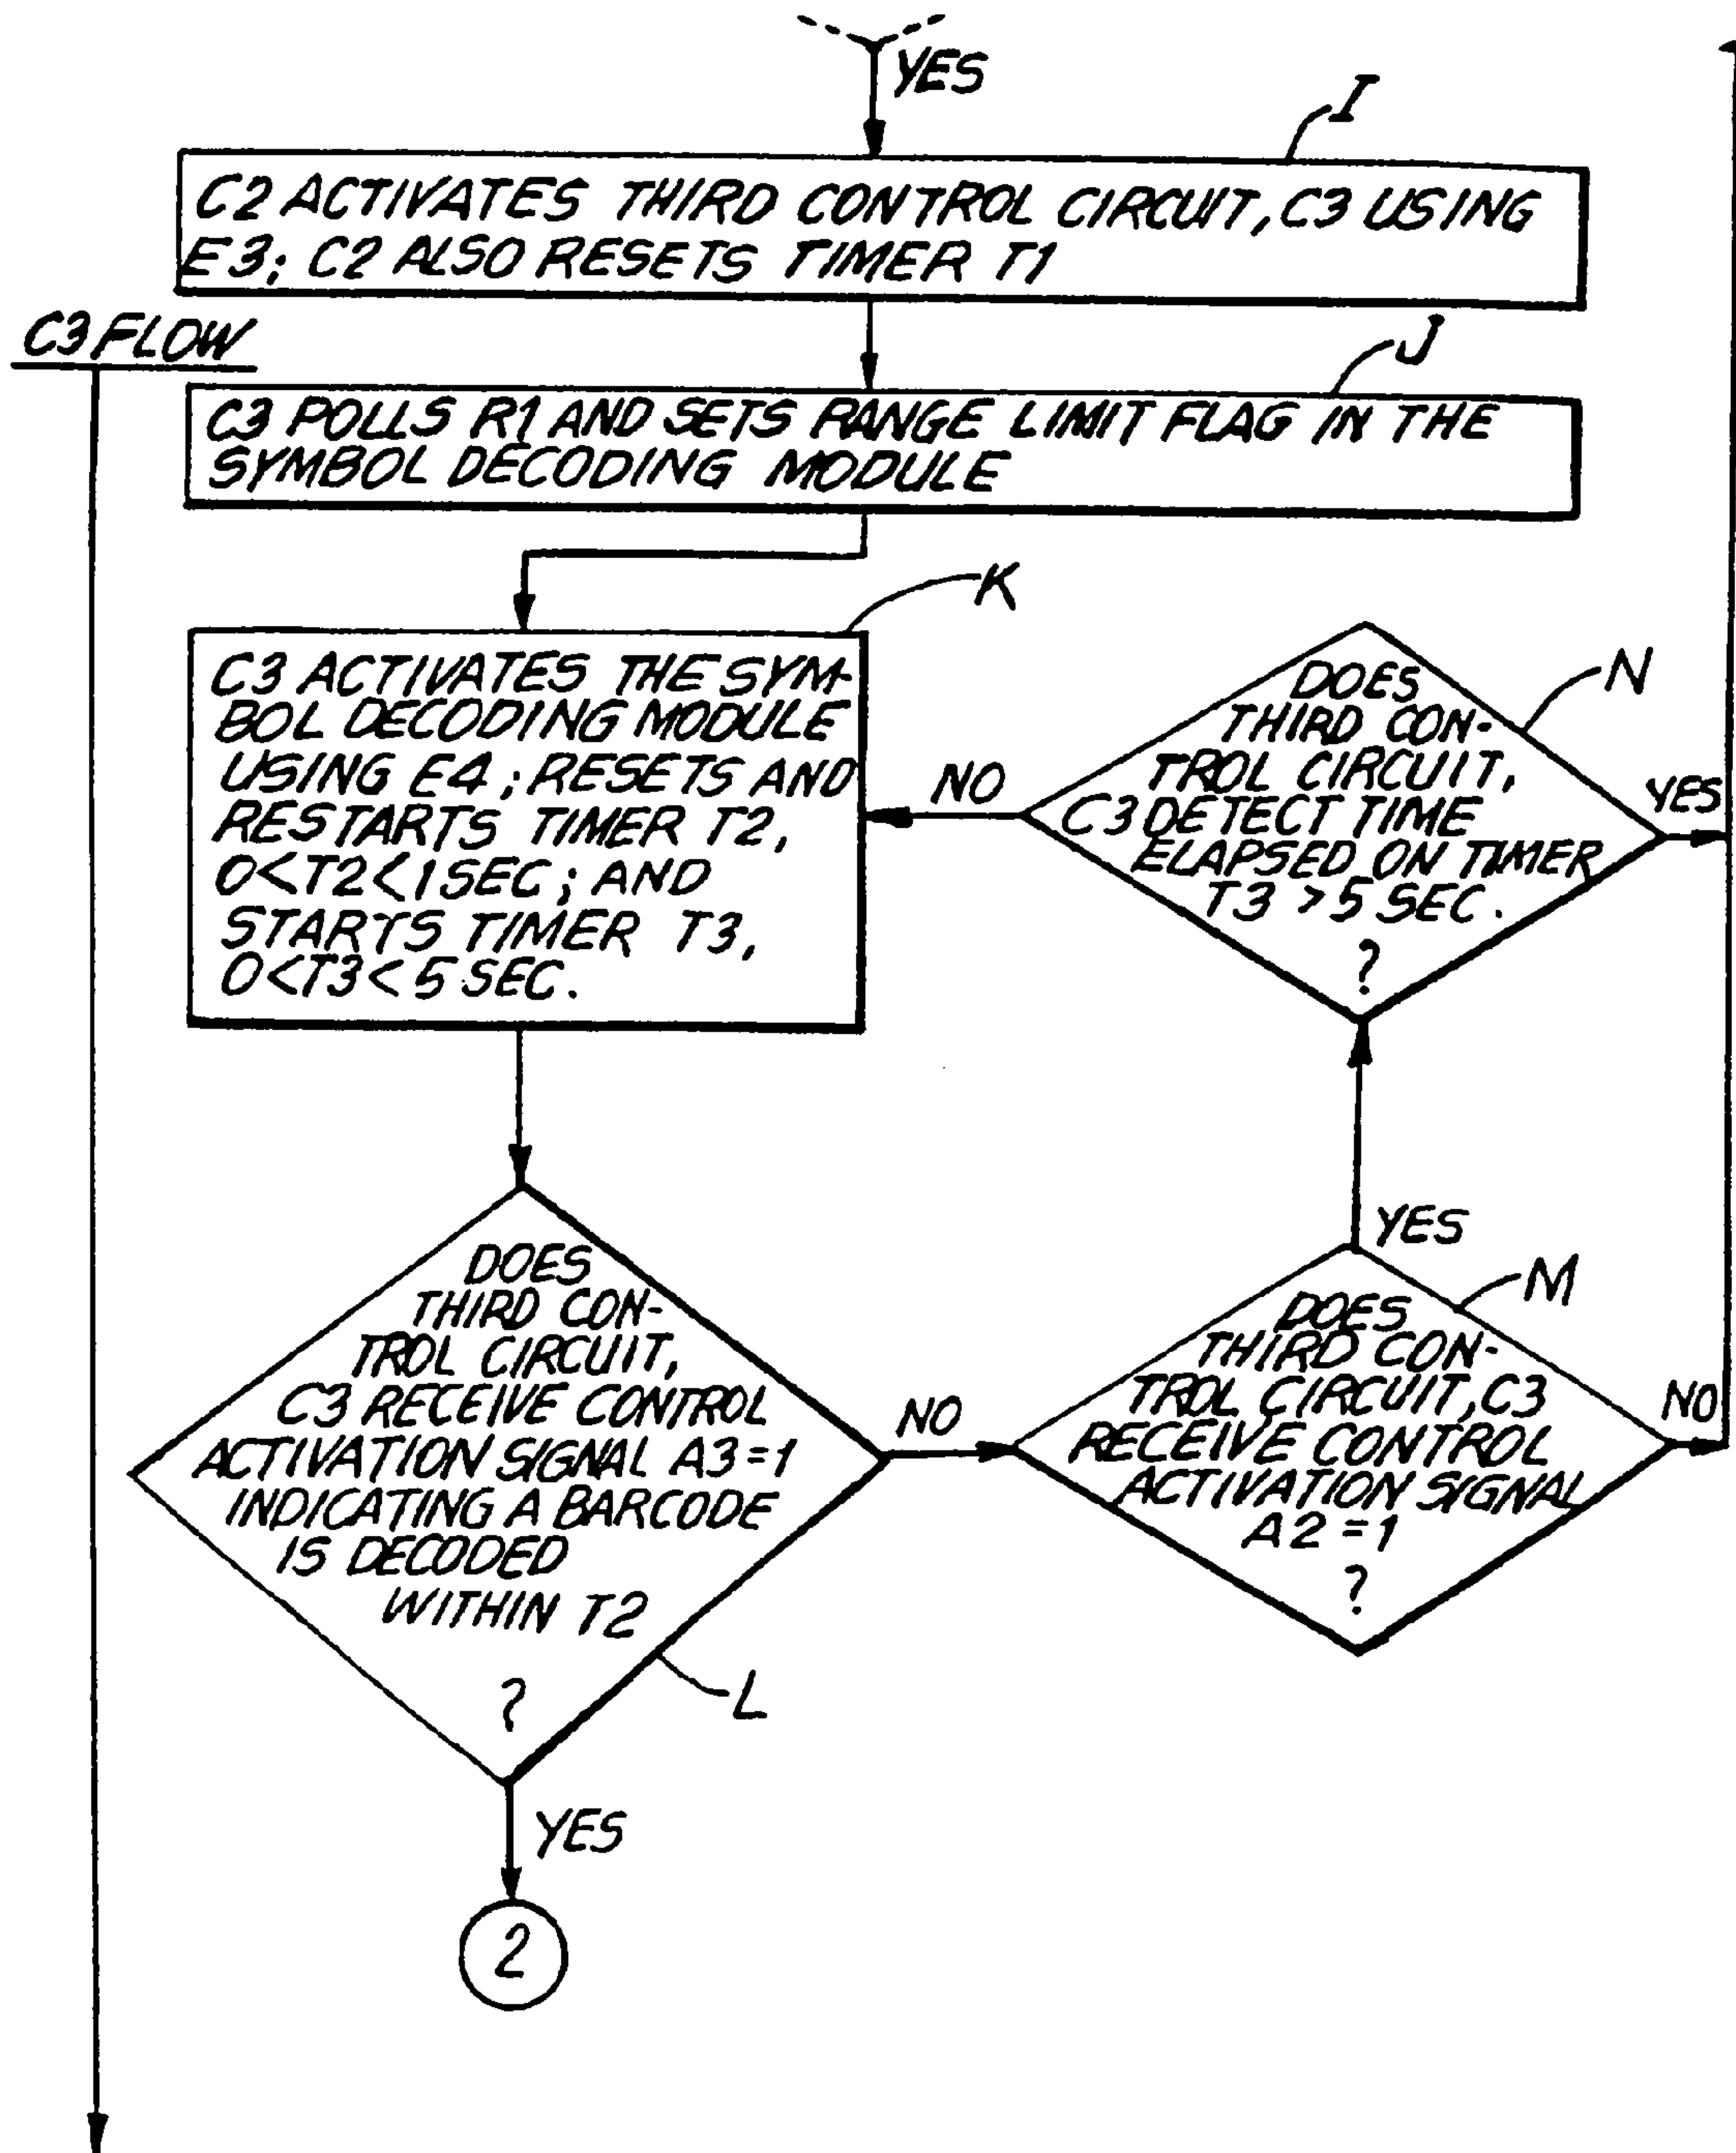 YES
I
C2 ACTIVATES THIRD CONTROL CIRCUIT, C3 USING
E3; C2 ALSO RESETS TIMER T1
C3 FLOW
J
C3 POLLS R1 AND SETS RANGE LIMIT FLAG IN THE
SYMBOL DECODING MODULE
K
C3 ACTIVATES THE SYM-
BOL DECODING MODULE
USING E4; RESETS AND
RESTARTS TIMER T2,
0<T2<1 SEC; AND
STARTS TIMER T3,
0<T3<5 SEC.
N
DOES
THIRD CON-
TROL CIRCUIT,
C3 DETECT TIME
ELAPSED ON TIMER
T3 >5 SEC.
?
NO
YES
DOES
THIRD CON-
TROL CIRCUIT,
C3 RECEIVE CONTROL
ACTIVATION SIGNAL A3=1
INDICATING A BARCODE
IS DECODED
WITHIN T2
?
L
NO
YES
M
DOES
THIRD CON-
TROL CIRCUIT, C3
RECEIVE CONTROL
ACTIVATION SIGNAL
A2=1
?
NO
YES
2